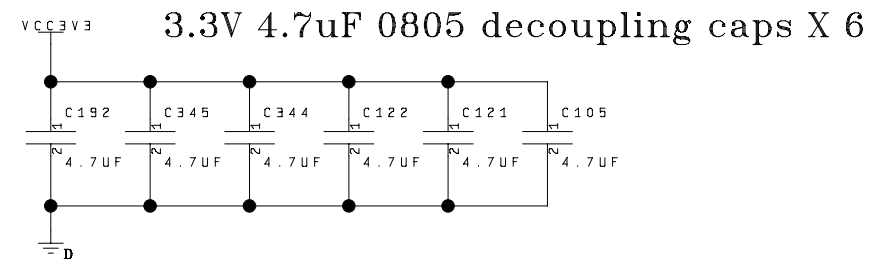 VCC3V3
3.3V 4.7uF 0805 decoupling caps X 6
C192 C345 C344 C122 C121 C105
1 1 1 1 1 1
2 2 2 2 2 2
4.7UF 4.7UF 4.7UF 4.7UF 4.7UF 4.7UF
D